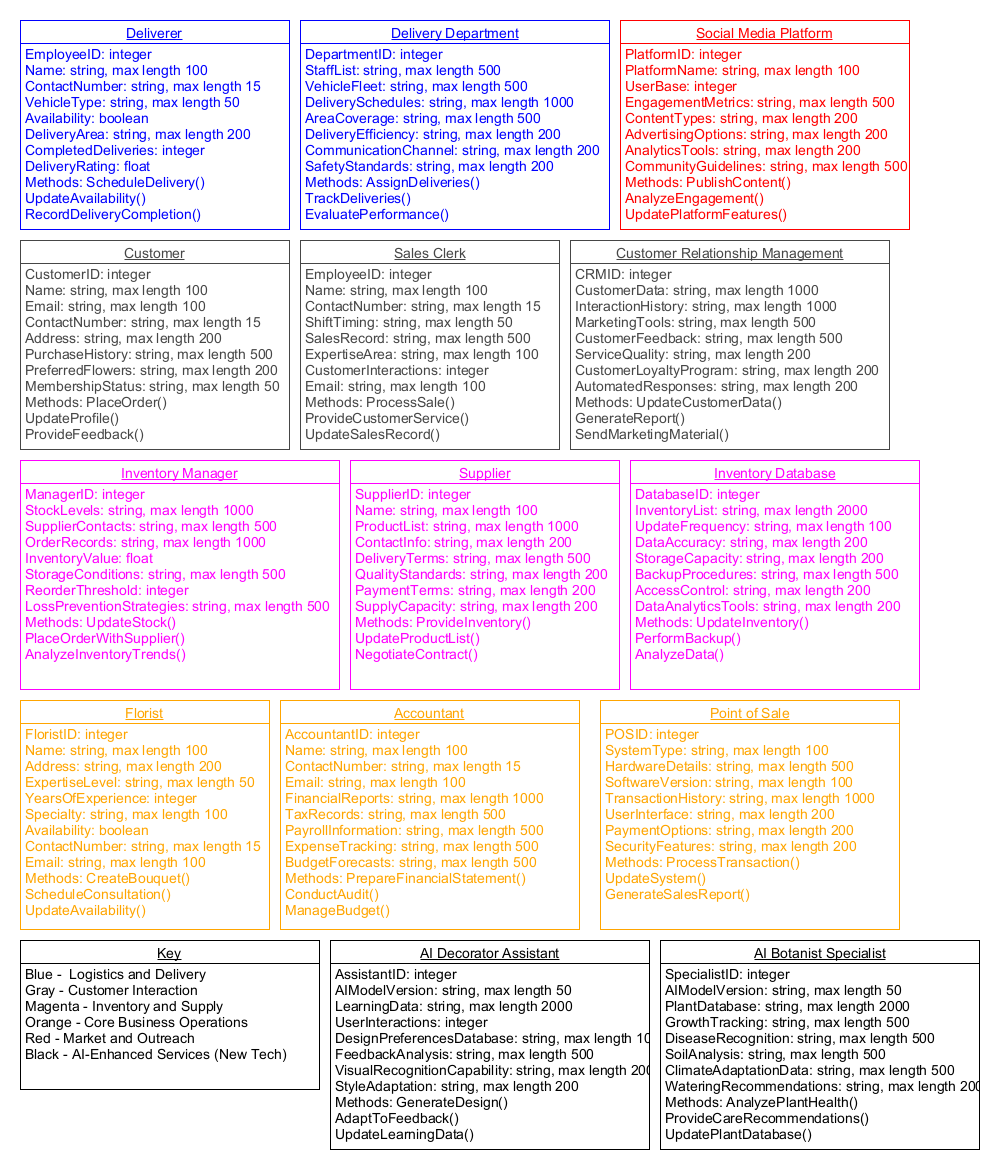 Deliverer
EmployeeID: integer
Name: string, max length 100
ContactNumber: string, max length 15
VehicleType: string, max length 50
Availability: boolean
DeliveryArea: string, max length 200
CompletedDeliveries: integer
DeliveryRating: float
Methods: ScheduleDelivery()
UpdateAvailability()
RecordDeliveryCompletion()
Delivery Department
DepartmentID: integer
StaffList: string, max length 500
VehicleFleet: string, max length 500
DeliverySchedules: string, max length 1000
AreaCoverage: string, max length 500
DeliveryEfficiency: string, max length 200
CommunicationChannel: string, max length 200
SafetyStandards: string, max length 200
Methods: AssignDeliveries()
TrackDeliveries()
EvaluatePerformance()
Social Media Platform
PlatformID: integer
PlatformName: string, max length 100
UserBase: integer
EngagementMetrics: string, max length 500
ContentTypes: string, max length 200
AdvertisingOptions: string, max length 200
AnalyticsTools: string, max length 200
CommunityGuidelines: string, max length 500
Methods: PublishContent()
AnalyzeEngagement()
UpdatePlatformFeatures()
Customer
CustomerID: integer
Name: string, max length 100
Email: string, max length 100
ContactNumber: string, max length 15
Address: string, max length 200
PurchaseHistory: string, max length 500
PreferredFlowers: string, max length 200
MembershipStatus: string, max length 50
Methods: PlaceOrder()
UpdateProfile()
ProvideFeedback()
Sales Clerk
EmployeeID: integer
Name: string, max length 100
ContactNumber: string, max length 15
ShiftTiming: string, max length 50
SalesRecord: string, max length 500
ExpertiseArea: string, max length 100
CustomerInteractions: integer
Email: string, max length 100
Methods: ProcessSale()
ProvideCustomerService()
UpdateSalesRecord()
Customer Relationship Management
CRMID: integer
CustomerData: string, max length 1000
InteractionHistory: string, max length 1000
MarketingTools: string, max length 500
CustomerFeedback: string, max length 500
ServiceQuality: string, max length 200
CustomerLoyaltyProgram: string, max length 200
AutomatedResponses: string, max length 200
Methods: UpdateCustomerData()
GenerateReport()
SendMarketingMaterial()
Inventory Manager
ManagerID: integer
StockLevels: string, max length 1000
SupplierContacts: string, max length 500
OrderRecords: string, max length 1000
InventoryValue: float
StorageConditions: string, max length 500
ReorderThreshold: integer
LossPreventionStrategies: string, max length 500
Methods: UpdateStock()
PlaceOrderWithSupplier()
AnalyzeInventoryTrends()
Supplier
SupplierID: integer
Name: string, max length 100
ProductList: string, max length 1000
ContactInfo: string, max length 200
DeliveryTerms: string, max length 500
QualityStandards: string, max length 200
PaymentTerms: string, max length 200
SupplyCapacity: string, max length 200
Methods: ProvideInventory()
UpdateProductList()
NegotiateContract()
Inventory Database
DatabaseID: integer
InventoryList: string, max length 2000
UpdateFrequency: string, max length 100
DataAccuracy: string, max length 200
StorageCapacity: string, max length 200
BackupProcedures: string, max length 500
AccessControl: string, max length 200
DataAnalyticsTools: string, max length 200
Methods: UpdateInventory()
PerformBackup()
AnalyzeData()
Florist
FloristID: integer
Name: string, max length 100
Address: string, max length 200
ExpertiseLevel: string, max length 50
YearsOfExperience: integer
Specialty: string, max length 100
Availability: boolean
ContactNumber: string, max length 15
Email: string, max length 100
Methods: CreateBouquet()
ScheduleConsultation()
UpdateAvailability()
Accountant
AccountantID: integer
Name: string, max length 100
ContactNumber: string, max length 15
Email: string, max length 100
FinancialReports: string, max length 1000
TaxRecords: string, max length 500
PayrollInformation: string, max length 500
ExpenseTracking: string, max length 500
BudgetForecasts: string, max length 500
Methods: PrepareFinancialStatement()
ConductAudit()
ManageBudget()
Point of Sale
POSID: integer
SystemType: string, max length 100
HardwareDetails: string, max length 500
SoftwareVersion: string, max length 100
TransactionHistory: string, max length 1000
UserInterface: string, max length 200
PaymentOptions: string, max length 200
SecurityFeatures: string, max length 200
Methods: ProcessTransaction()
UpdateSystem()
GenerateSalesReport()
Key
Blue -  Logistics and Delivery
Gray - Customer Interaction
Magenta - Inventory and Supply
Orange - Core Business Operations
Red - Market and Outreach
Black - AI-Enhanced Services (New Tech)
AI Decorator Assistant
AssistantID: integer
AIModelVersion: string, max length 50
LearningData: string, max length 2000
UserInteractions: integer
DesignPreferencesDatabase: string, max length 10
FeedbackAnalysis: string, max length 500
VisualRecognitionCapability: string, max length 200
StyleAdaptation: string, max length 200
Methods: GenerateDesign()
AdaptToFeedback()
UpdateLearningData()
AI Botanist Specialist
SpecialistID: integer
AIModelVersion: string, max length 50
PlantDatabase: string, max length 2000
GrowthTracking: string, max length 500
DiseaseRecognition: string, max length 500
SoilAnalysis: string, max length 500
ClimateAdaptationData: string, max length 500
WateringRecommendations: string, max length 200
Methods: AnalyzePlantHealth()
ProvideCareRecommendations()
UpdatePlantDatabase()